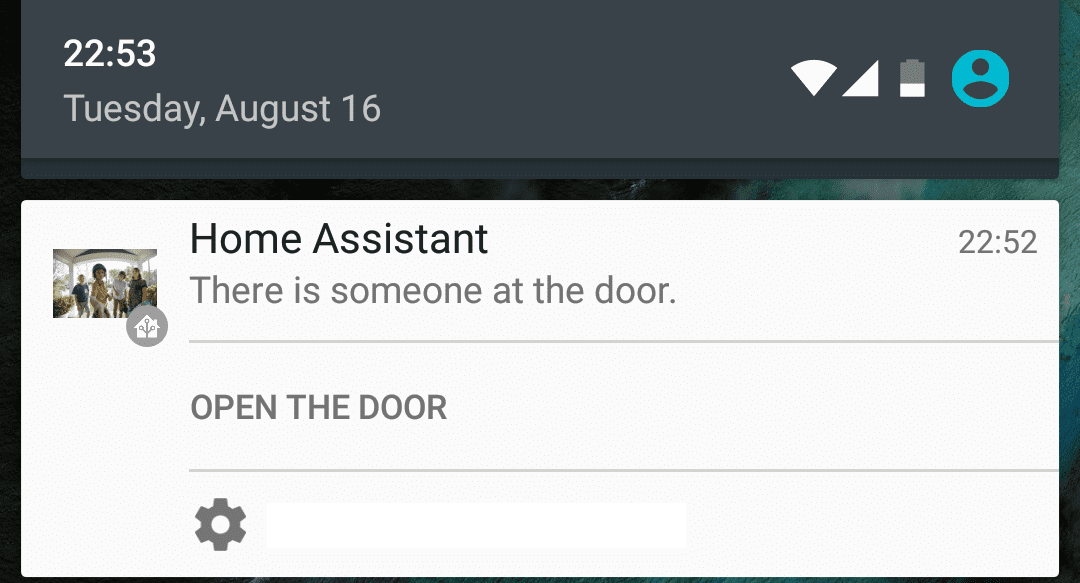 22:53
Tuesday, August 16
Home Assistant
22:52
There is someone at the door.
OPEN THE DOOR